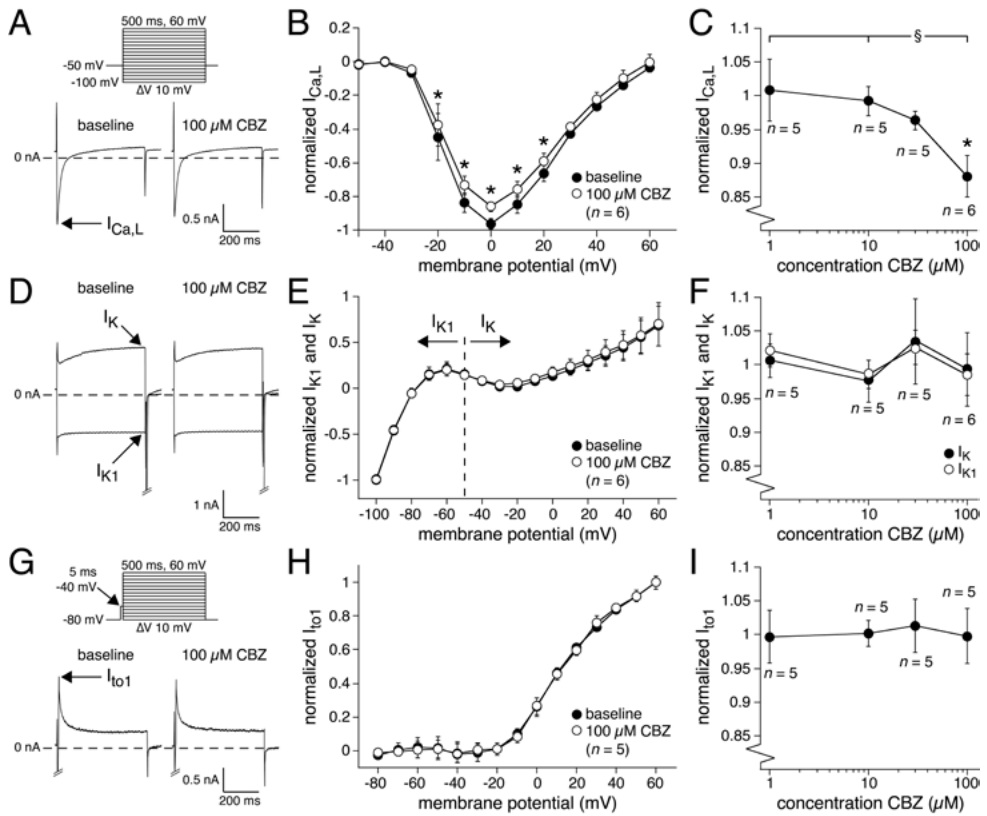 A
500 ms, 60 mV
-50 mV
-100 mV
ΔV 10 mV
baseline
100 µM CBZ
0 nA
I_Ca,L
0.5 nA
200 ms
B
normalized I_Ca,L
0.2
0
-0.2
-0.4
-0.6
-0.8
-1
* * * * *
baseline
100 µM CBZ
(n = 6)
-40 -20 0 20 40 60
membrane potential (mV)
C
normalized I_Ca,L
1.1
1.05
1
0.95
0.9
0.85
§
*
n = 5
n = 5
n = 5
n = 6
1 10 100
concentration CBZ (µM)
D
baseline
100 µM CBZ
I_K
0 nA
I_K1
1 nA
200 ms
E
normalized I_K1 and I_K
1
0.5
0
-0.5
-1
I_K1 I_K
baseline
100 µM CBZ
(n = 6)
-100 -80 -60 -40 -20 0 20 40 60
membrane potential (mV)
F
normalized I_K1 and I_K
1.1
1.05
1
0.95
0.9
0.85
n = 5
n = 5
n = 5
n = 6
I_K
I_K1
1 10 100
concentration CBZ (µM)
G
5 ms
-40 mV
500 ms, 60 mV
-80 mV
ΔV 10 mV
baseline
100 µM CBZ
I_to1
0 nA
0.5 nA
200 ms
H
normalized I_to1
1
0.8
0.6
0.4
0.2
0
baseline
100 µM CBZ
(n = 5)
-80 -60 -40 -20 0 20 40 60
membrane potential (mV)
I
normalized I_to1
1.1
1.05
1
0.95
0.9
0.85
n = 5
n = 5
n = 5
n = 5
1 10 100
concentration CBZ (µM)